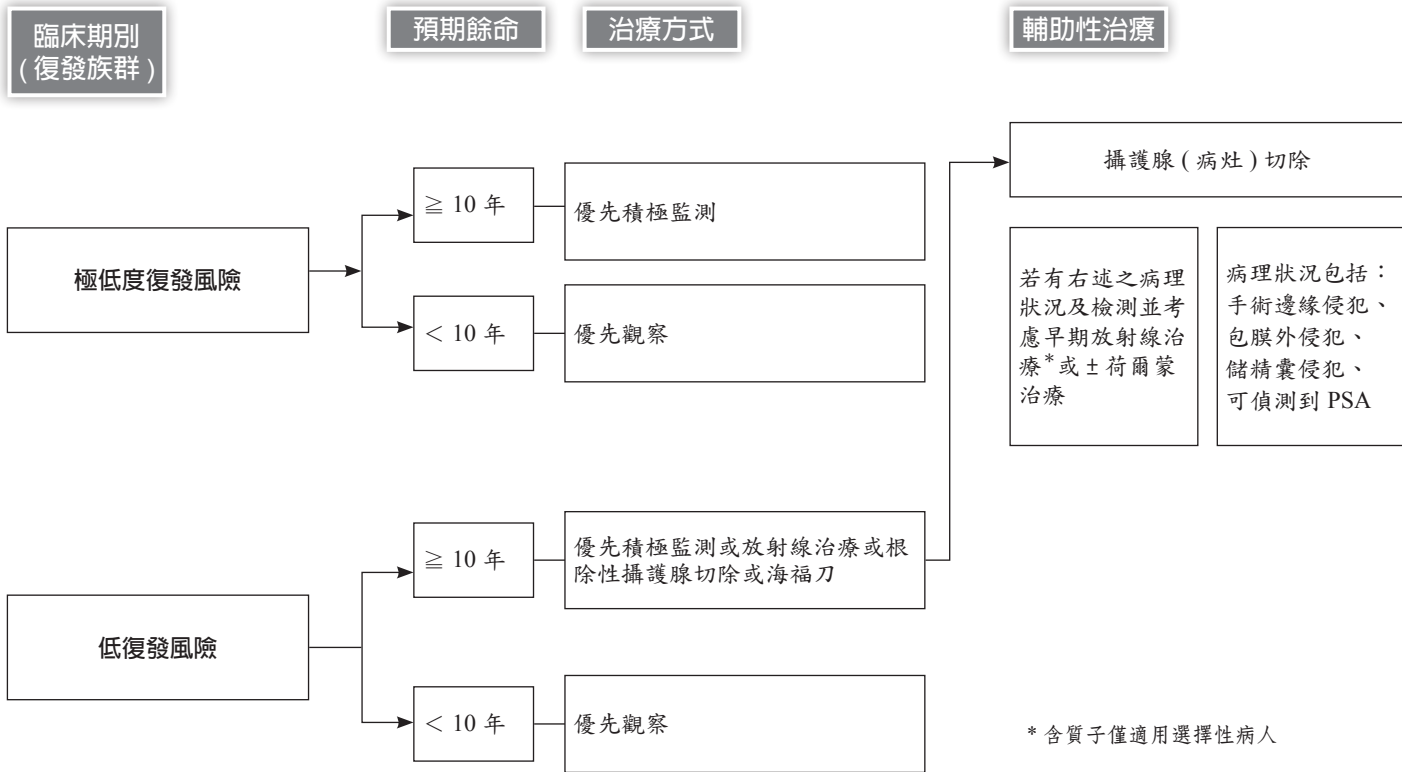 臨床期別
( 復發族群 )
預期餘命
治療方式
輔助性治療
攝護腺 ( 病灶 ) 切除
極低度復發風險
≧ 10 年
優先積極監測
< 10 年
優先觀察
若有右述之病理
狀況及檢測並考
慮早期放射線治
療*或 ± 荷爾蒙
治療
病理狀況包括：
手術邊緣侵犯、
包膜外侵犯、
儲精囊侵犯、
可偵測到 PSA
低復發風險
≧ 10 年
優先積極監測或放射線治療或根
除性攝護腺切除或海福刀
< 10 年
優先觀察
* 含質子僅適用選擇性病人